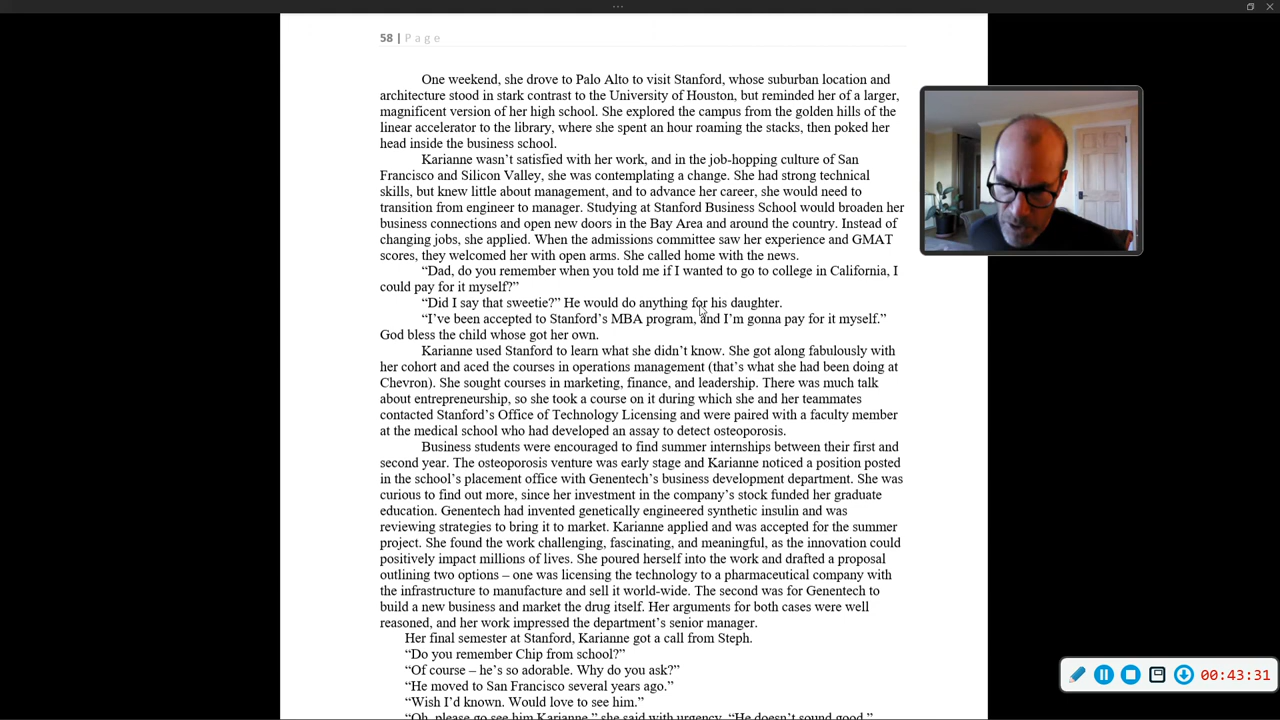 58 | Page
One weekend, she drove to Palo Alto to visit Stanford, whose suburban location and
architecture stood in stark contrast to the University of Houston, but reminded her of a larger,
magnificent version of her high school. She explored the campus from the golden hills of the
linear accelerator to the library, where she spent an hour roaming the stacks, then poked her
head inside the business school.
Karianne wasn’t satisfied with her work, and in the job-hopping culture of San
Francisco and Silicon Valley, she was contemplating a change. She had strong technical
skills, but knew little about management, and to advance her career, she would need to
transition from engineer to manager. Studying at Stanford Business School would broaden her
business connections and open new doors in the Bay Area and around the country. Instead of
changing jobs, she applied. When the admissions committee saw her experience and GMAT
scores, they welcomed her with open arms. She called home with the news.
“Dad, do you remember when you told me if I wanted to go to college in California, I
could pay for it myself?”
“Did I say that sweetie?” He would do anything for his daughter.
“I’ve been accepted to Stanford’s MBA program, and I’m gonna pay for it myself.”
God bless the child whose got her own.
Karianne used Stanford to learn what she didn’t know. She got along fabulously with
her cohort and aced the courses in operations management (that’s what she had been doing at
Chevron). She sought courses in marketing, finance, and leadership. There was much talk
about entrepreneurship, so she took a course on it during which she and her teammates
contacted Stanford’s Office of Technology Licensing and were paired with a faculty member
at the medical school who had developed an assay to detect osteoporosis.
Business students were encouraged to find summer internships between their first and
second year. The osteoporosis venture was early stage and Karianne noticed a position posted
in the school’s placement office with Genentech’s business development department. She was
curious to find out more, since her investment in the company’s stock funded her graduate
education. Genentech had invented genetically engineered synthetic insulin and was
reviewing strategies to bring it to market. Karianne applied and was accepted for the summer
project. She found the work challenging, fascinating, and meaningful, as the innovation could
positively impact millions of lives. She poured herself into the work and drafted a proposal
outlining two options – one was licensing the technology to a pharmaceutical company with
the infrastructure to manufacture and sell it world-wide. The second was for Genentech to
build a new business and market the drug itself. Her arguments for both cases were well
reasoned, and her work impressed the department’s senior manager.
Her final semester at Stanford, Karianne got a call from Steph.
“Do you remember Chip from school?”
“Of course – he’s so adorable. Why do you ask?”
“He moved to San Francisco several years ago.”
“Wish I’d known. Would love to see him.”
“Oh, please go see him Karianne,” she said with urgency. “He doesn’t sound good.”
00:43:31